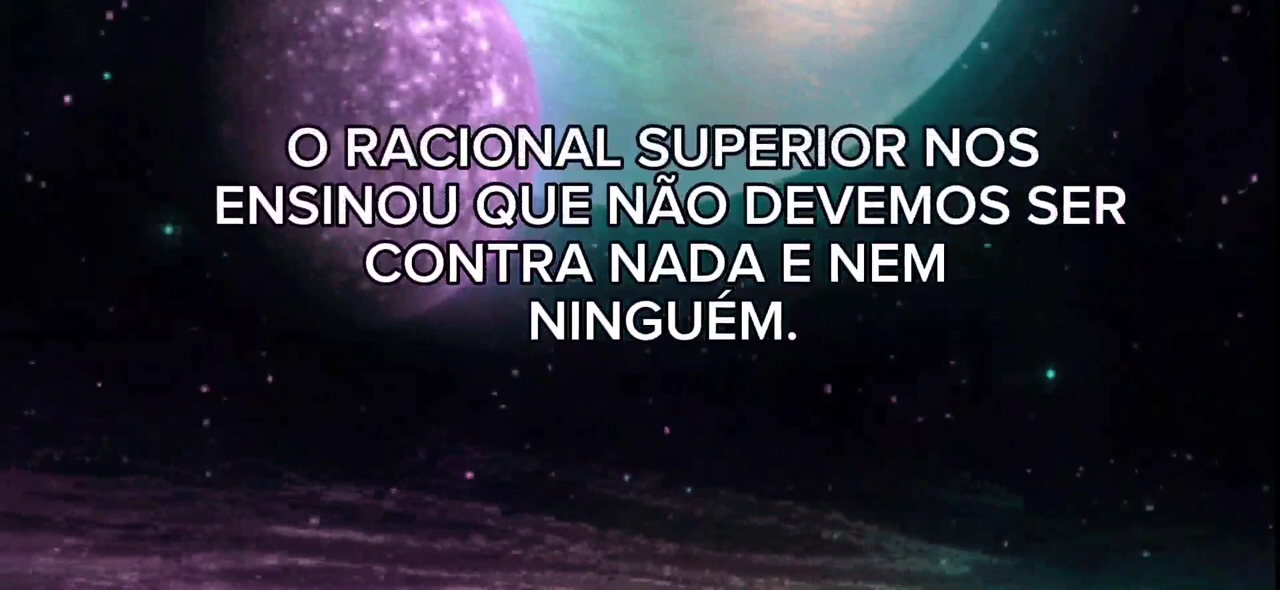 O RACIONAL SUPERIOR NOS
ENSINOU QUE NÃO DEVEMOS SER
CONTRA NADA E NEM
NINGUÉM.